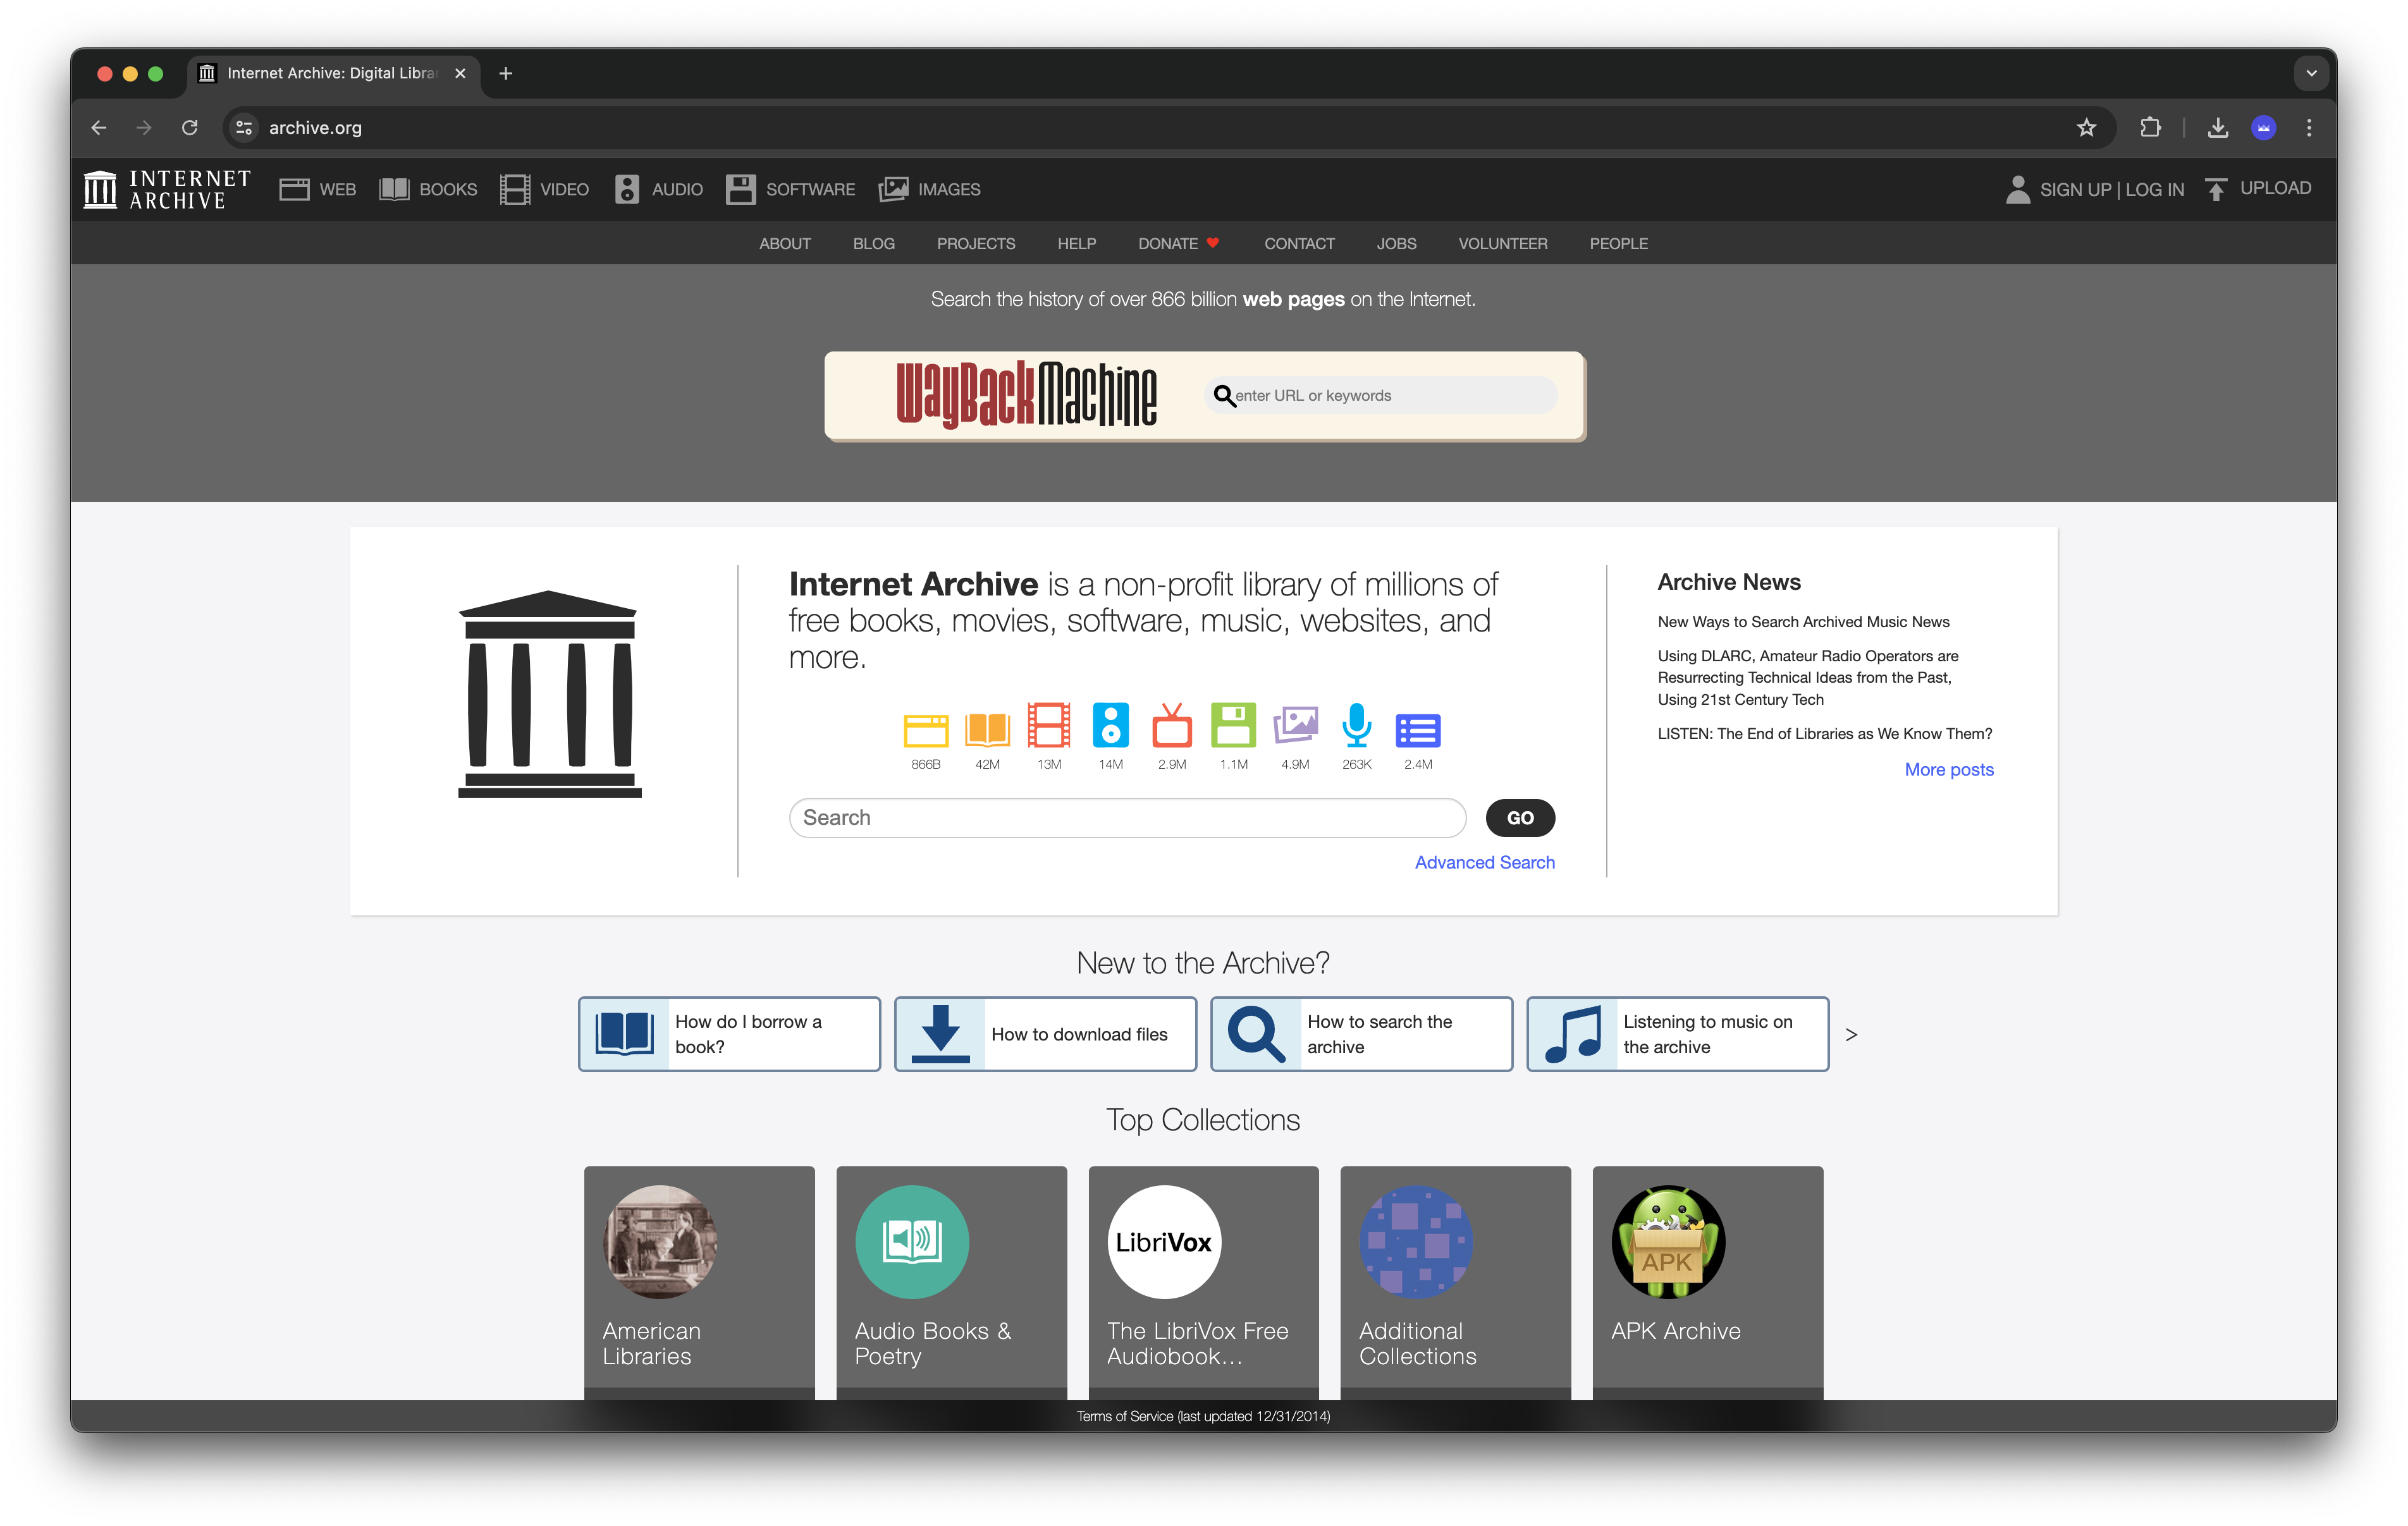 Internet Archive: Digital Libra
archive.org
INTERNET
ARCHIVE
WEB
BOOKS
VIDEO
AUDIO
SOFTWARE
IMAGES
SIGN UP | LOG IN
UPLOAD
ABOUT
BLOG
PROJECTS
HELP
DONATE
CONTACT
JOBS
VOLUNTEER
PEOPLE
Search the history of over 866 billion web pages on the Internet.
WayBackMachine
enter URL or keywords
Internet Archive is a non-profit library of millions of
free books, movies, software, music, websites, and
more.
866B
42M
13M
14M
2.9M
1.1M
4.9M
263K
2.4M
Search
GO
Advanced Search
Archive News
New Ways to Search Archived Music News
Using DLARC, Amateur Radio Operators are
Resurrecting Technical Ideas from the Past,
Using 21st Century Tech
LISTEN: The End of Libraries as We Know Them?
More posts
New to the Archive?
How do I borrow a
book?
How to download files
How to search the
archive
Listening to music on
the archive
>
Top Collections
American
Libraries
Audio Books &
Poetry
LibriVox
The LibriVox Free
Audiobook...
Additional
Collections
APK
APK Archive
Terms of Service (last updated 12/31/2014)